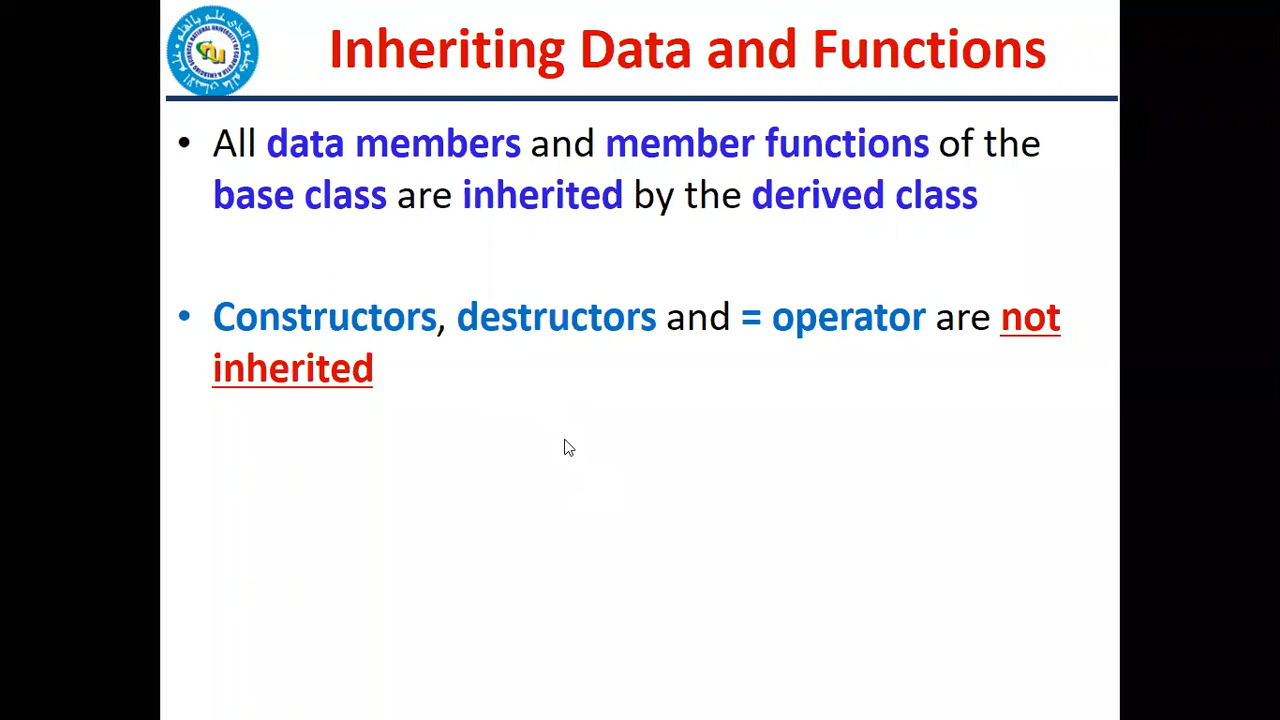 Inheriting Data and Functions
• All data members and member functions of the
base class are inherited by the derived class
• Constructors, destructors and = operator are not
inherited